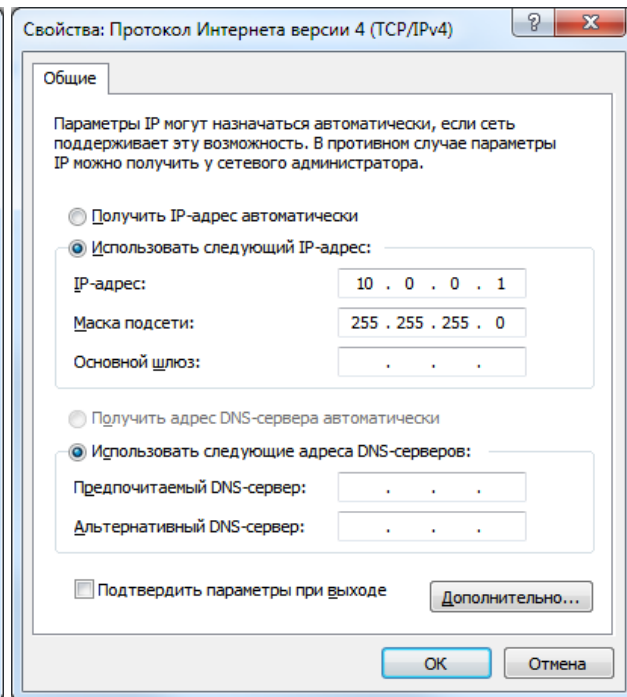 Свойства: Протокол Интернета версии 4 (TCP/IPv4)
Общие
Параметры IP могут назначаться автоматически, если сеть
поддерживает эту возможность. В противном случае параметры
IP можно получить у сетевого администратора.
Получить IP-адрес автоматически
Использовать следующий IP-адрес:
IP-адрес: 10 . 0 . 0 . 1
Маска подсети: 255 . 255 . 255 . 0
Основной шлюз: . . .
Получить адрес DNS-сервера автоматически
Использовать следующие адреса DNS-серверов:
Предпочитаемый DNS-сервер: . . .
Альтернативный DNS-сервер: . . .
Подтвердить параметры при выходе
Дополнительно...
ОК Отмена